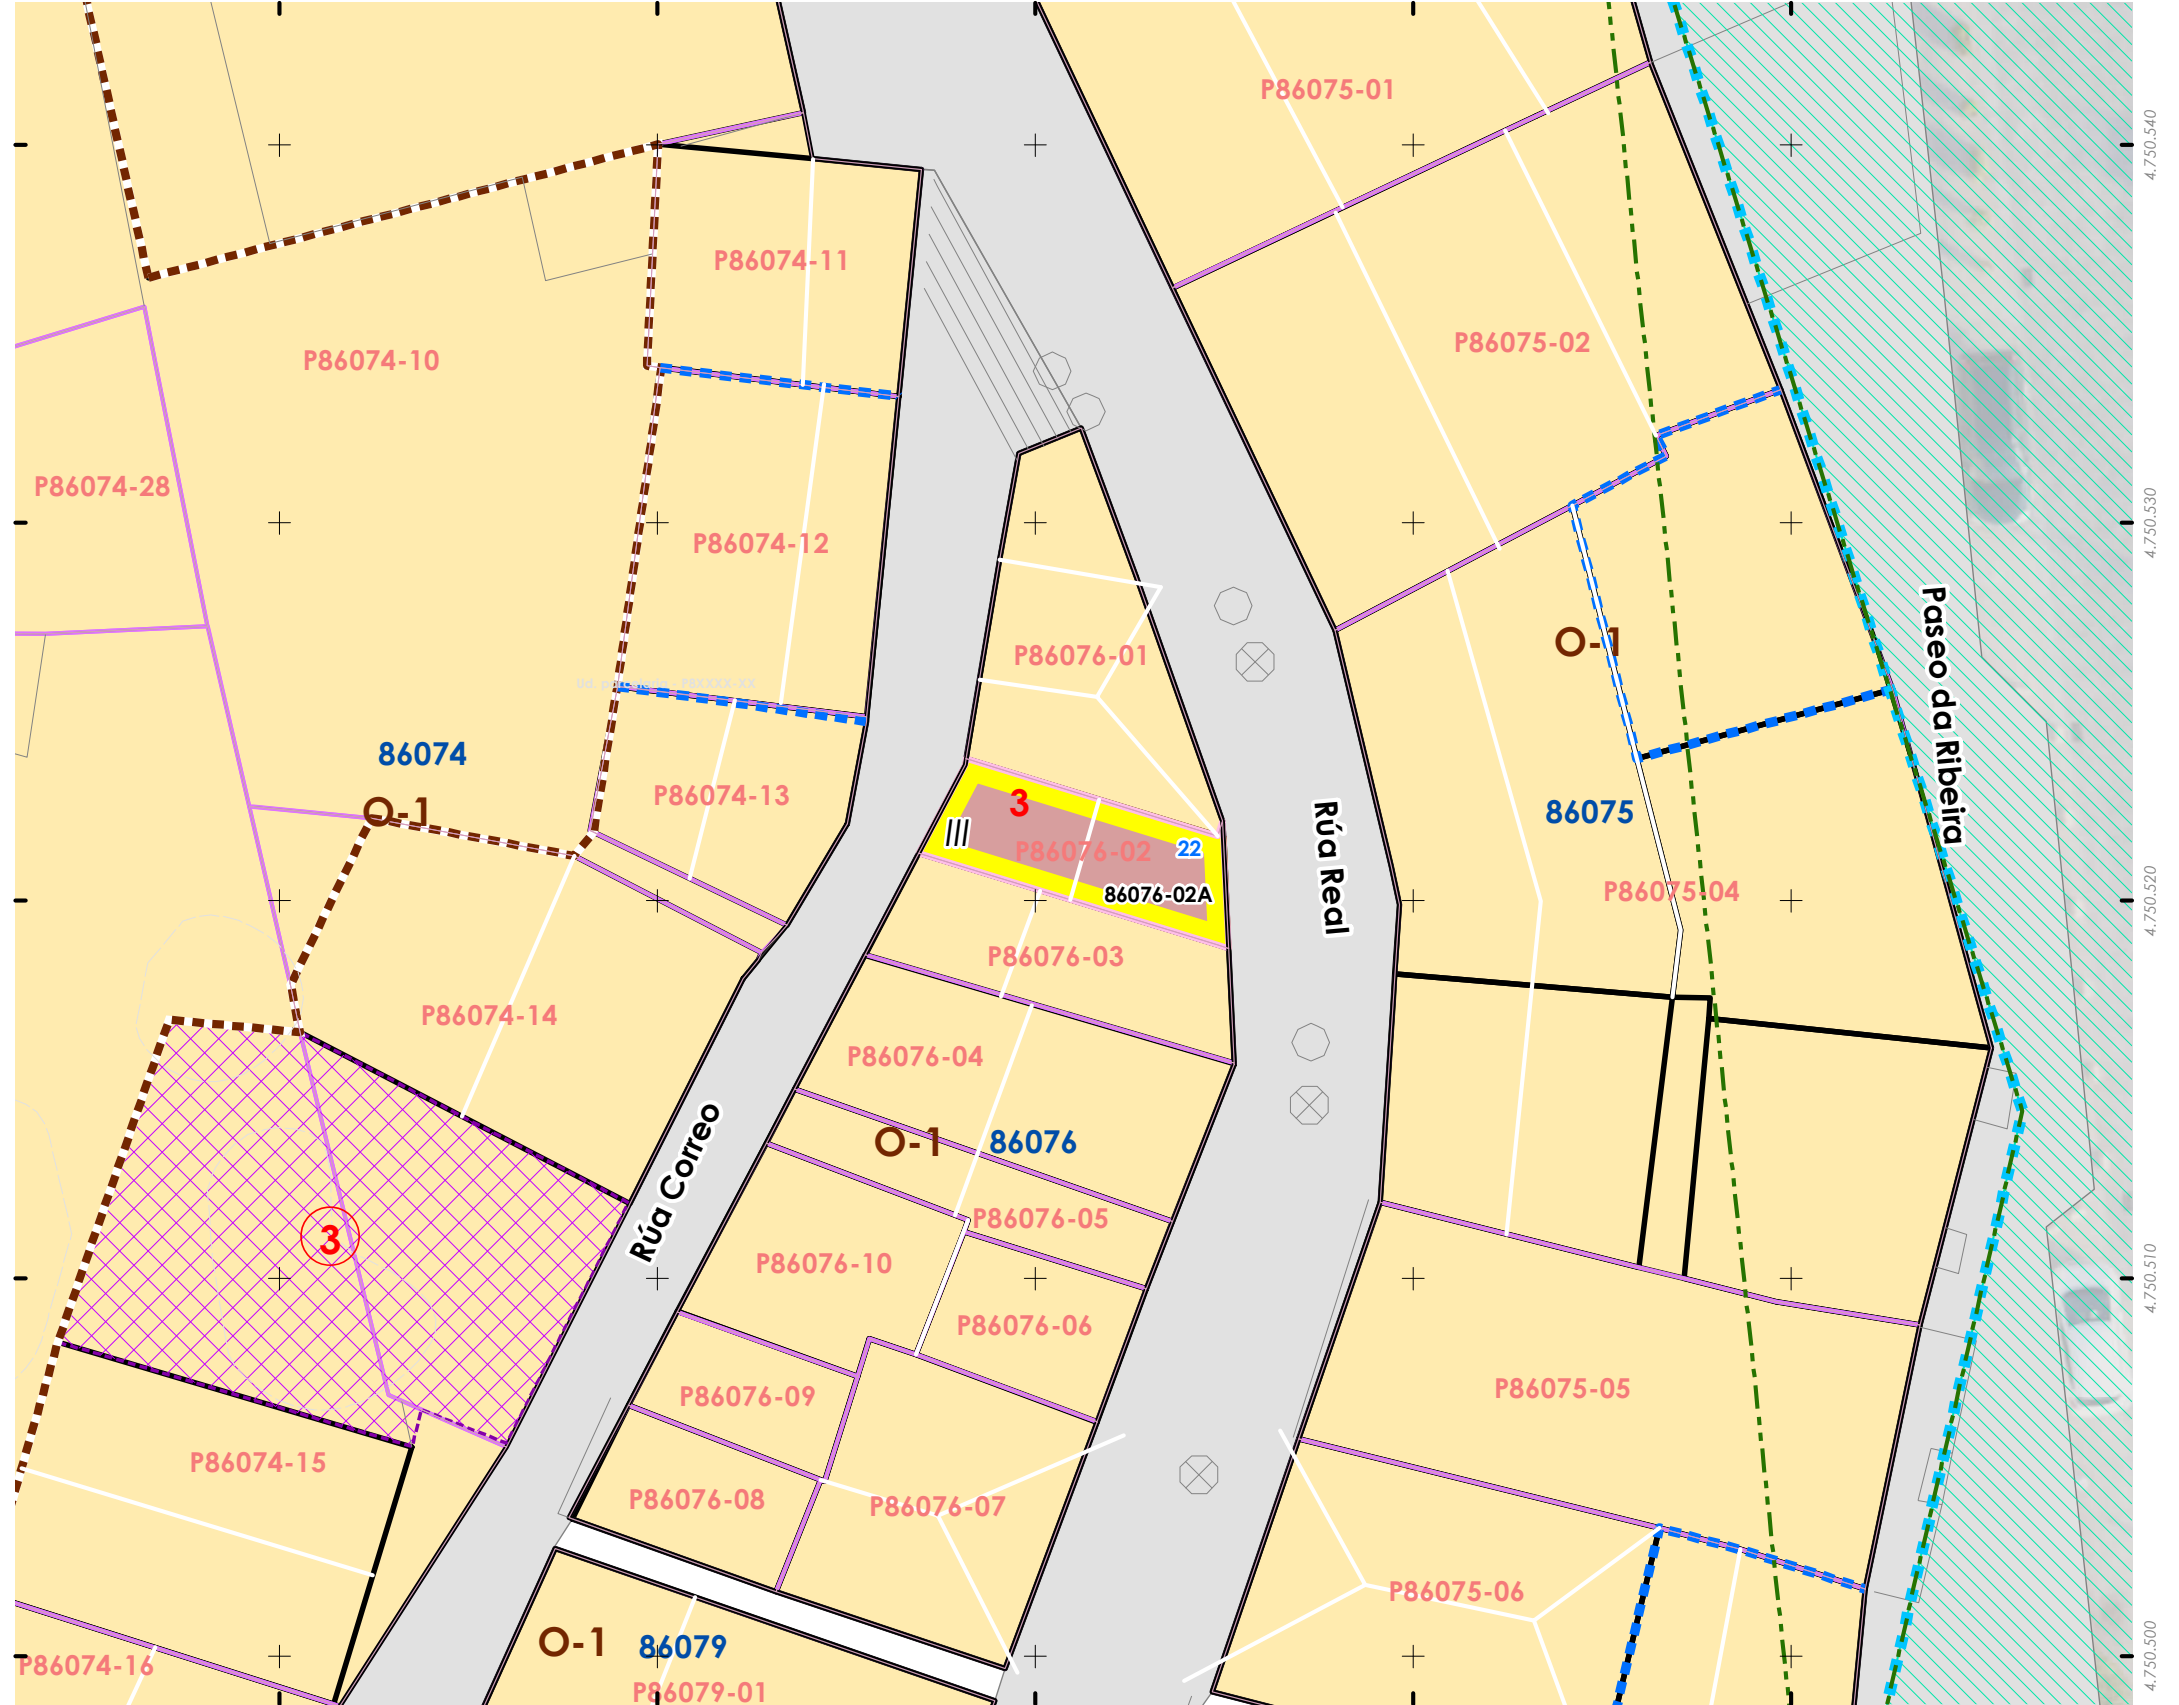 P86075-01
4.750.540
P86074-11
P86075-02
P86074-10
P86074-28
4.750.530
P86074-12
Paseo da Ribeira
O-1
P86076-01
Ud. parcelaria - P8XXXX-XX
86074
P86074-13
O-1
3
III
P86076-02
22
86076-02A
Rúa Real
86075
P86075-04
4.750.520
P86076-03
P86074-14
P86076-04
Rúa Correo
O-1
86076
P86076-05
3
P86076-10
4.750.510
P86076-06
P86075-05
P86076-09
P86074-15
P86076-08
P86076-07
P86075-06
O-1
86079
P86074-16
P86079-01
4.750.500